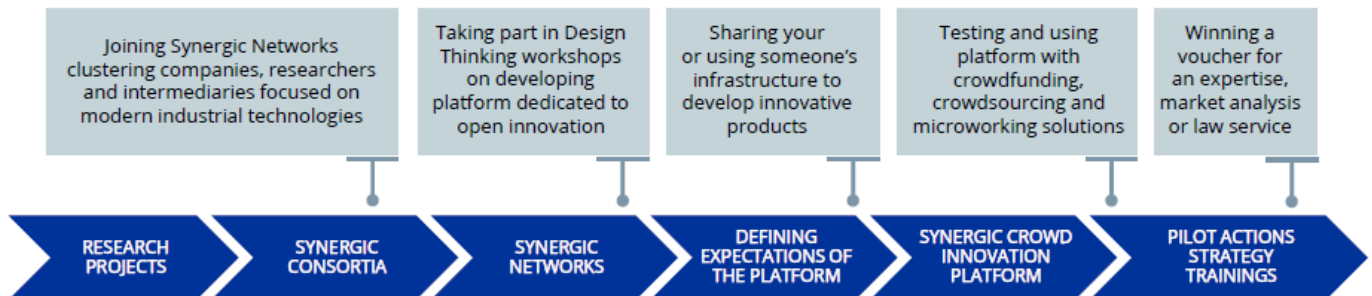 Joining Synergic Networks
clustering companies, researchers
and intermediaries focused on
modern industrial technologies
Taking part in Design
Thinking workshops
on developing
platform dedicated to
open innovation
Sharing your
or using someone's
infrastructure to
develop innovative
products
Testing and using
platform with
crowdfunding,
crowdsourcing and
microworking solutions
Winning a
voucher for
an expertise,
market analysis
or law service
RESEARCH
PROJECTS
SYNERGIC
CONSORTIA
SYNERGIC
NETWORKS
DEFINING
EXPECTATIONS OF
THE PLATFORM
SYNERGIC CROWD
INNOVATION
PLATFORM
PILOT ACTIONS
STRATEGY
TRAININGS